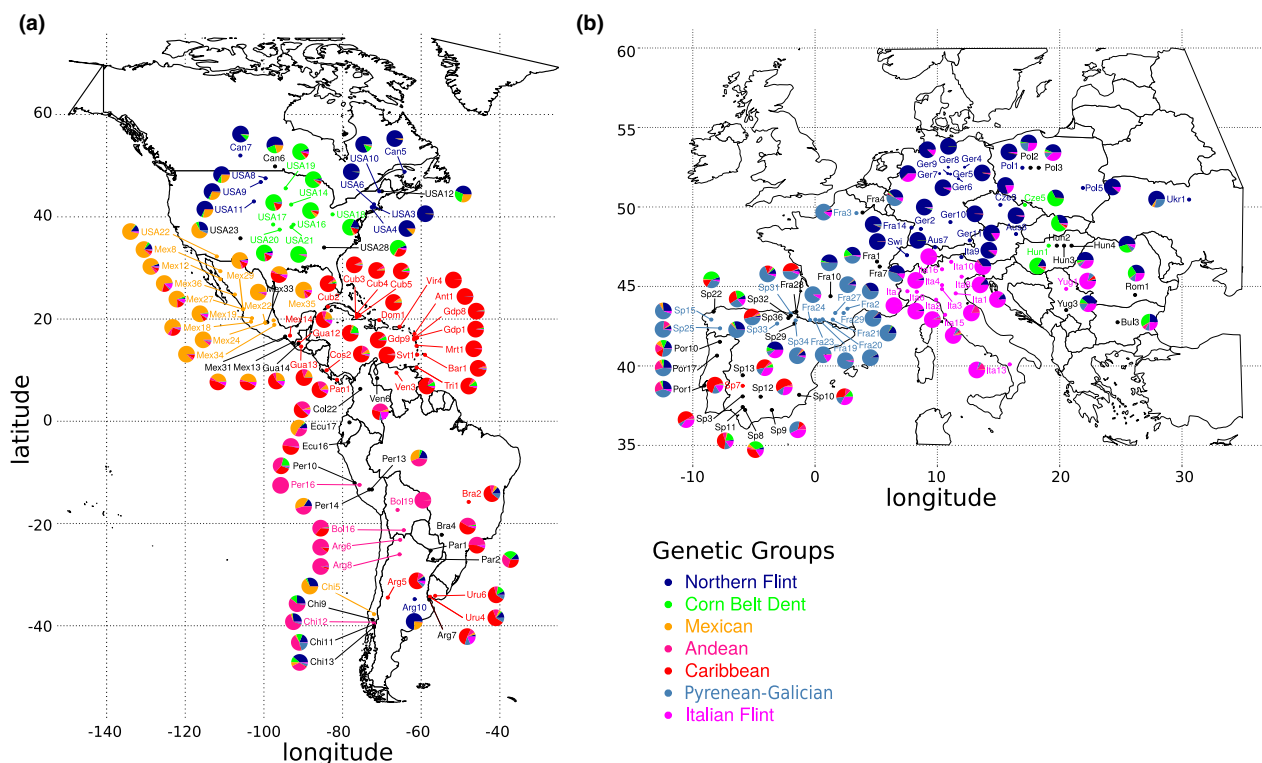 (a)
(b)
latitude
longitude
60
40
20
0
-20
-40
-140
-120
-100
-80
-60
-40
-20
Can7
Can6
USA19
USA10
Can5
USA8
USA14
USA6
USA12
USA9
USA11
USA17
USA16
USA18
USA3
USA4
USA22
USA23
USA20
USA21
USA28
Mex8
Mex12
Mex36
Mex33
Mex35
Mex27
Mex19
Mex18
Mex14
Mex24
Mex34
Mex31
Mex13
Gua14
Gua12
Gua13
Cub3
Cub4
Cub5
Cub2
Dom1
Vir4
Ant1
Gdp8
Gdp1
Gdp9
Mrt1
Svt1
Bar1
Tri1
Cos2
Pan1
Ven3
Ven6
Col22
Ecu17
Ecu16
Per10
Per16
Per13
Per14
Bol19
Bra2
Bol16
Bra4
Arg6
Par1
Par2
Arg8
Chi5
Arg5
Uru6
Chi9
Arg10
Uru4
Chi12
Arg7
Chi11
Chi13
60
55
50
45
40
35
-10
0
10
20
30
longitude
Ger9
Ger8
Ger4
Ger7
Ger5
Ger6
Pol1
Pol2
Pol3
Pol5
Ukr1
Fra4
Fra3
Cze5
Fra14
Ger2
Ger10
Swi
Aus7
Ita9
Hun2
Hun1
Hun3
Hun4
Fra1
Fra7
Ita10
Ita4
Ita3
Ita1
Ita15
Ita13
Yug3
Rom1
Bul3
Fra10
Fra28
Sp31
Sp32
Sp22
Sp15
Sp25
Sp33
Sp36
Fra24
Fra27
Fra29
Fra21
Sp29
Sp34
Fra23
Fra19
Fra20
Por10
Por17
Por1
Sp13
Sp12
Sp10
Sp3
Sp11
Sp8
Sp9
Genetic Groups
Northern Flint
Corn Belt Dent
Mexican
Andean
Caribbean
Pyrenean-Galician
Italian Flint